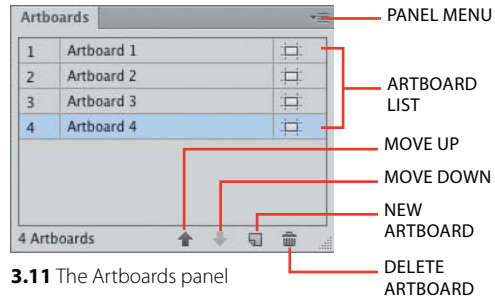 Artboards
PANEL MENU
1 Artboard 1
2 Artboard 2
3 Artboard 3
4 Artboard 4
ARTBOARD
LIST
MOVE UP
MOVE DOWN
NEW
ARTBOARD
4 Artboards
DELETE
ARTBOARD
3.11 The Artboards panel